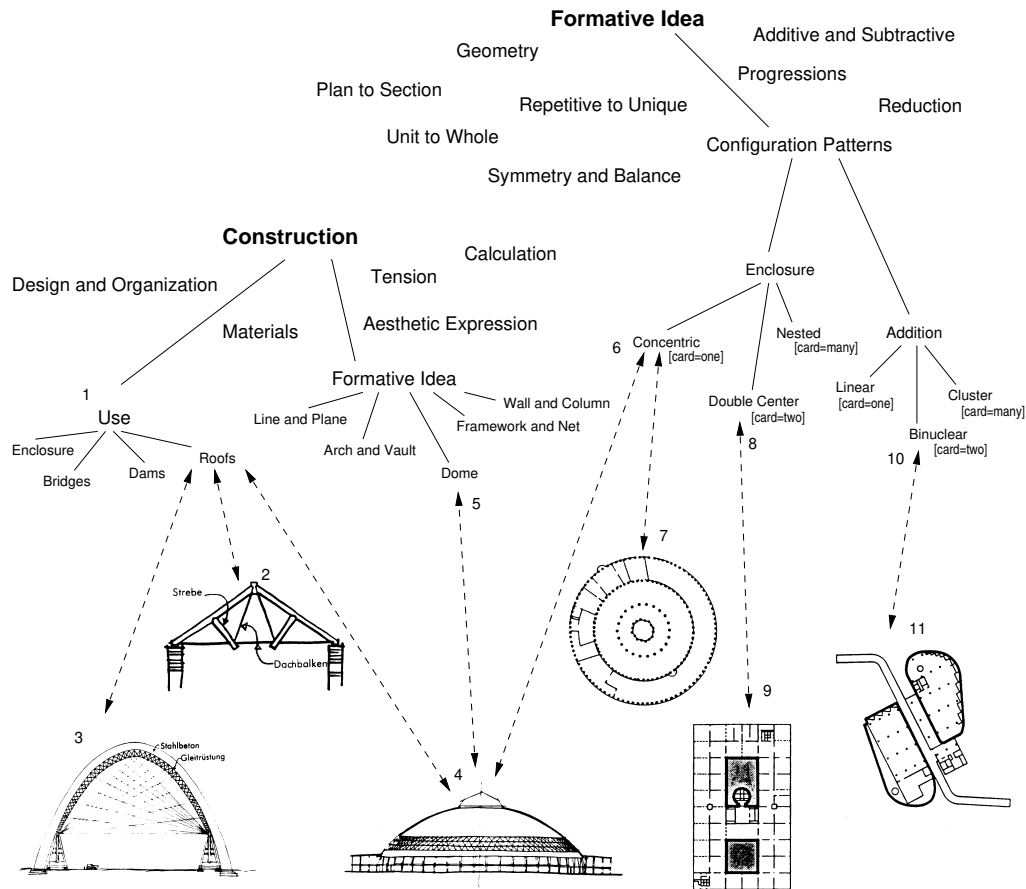 Formative Idea
Additive and Subtractive
Geometry
Progressions
Plan to Section
Repetitive to Unique
Reduction
Unit to Whole
Configuration Patterns
Symmetry and Balance
Construction
Calculation
Tension
Design and Organization
Enclosure
Materials
Aesthetic Expression
Nested
[card=many]
Addition
6
Concentric
[card=one]
Formative Idea
1
Use
Line and Plane
Wall and Column
Framework and Net
Double Center
[card=two]
Linear
[card=one]
Cluster
[card=many]
Enclosure
Roofs
Arch and Vault
8
Binuclear
[card=two]
10
Bridges
Dams
Dome
5
7
2
Strebe
Dachbalken
11
9
3
Stahlbeton
Gleitrüstung
4